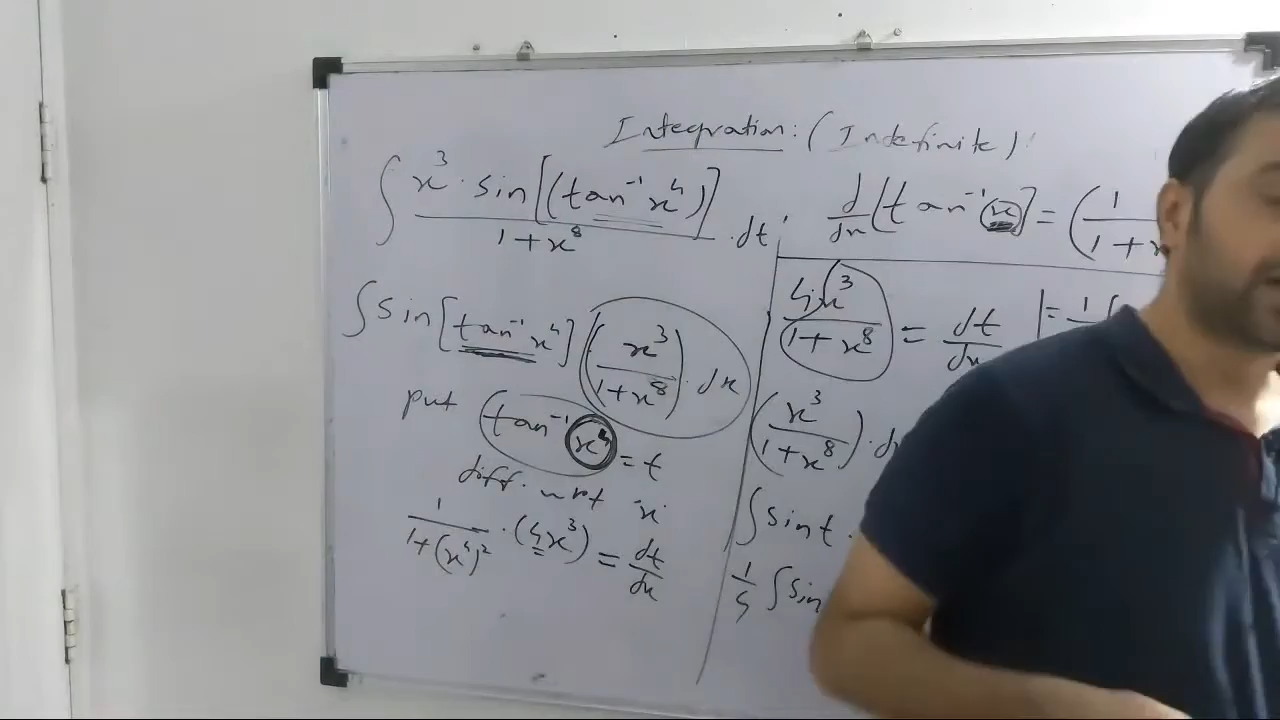 Integration: (Indefinite)
∫ x³ · sin[(tan⁻¹ x⁴)] / 1 + x⁸ · dt
d/dx (tan⁻¹ x) = ( 1 / 1 + x
∫ sin [tan⁻¹ x⁴] ( x³ / 1 + x⁸ ) · dx
put tan⁻¹ x⁴ = t
diff. wrt 'x'
1 / 1 + (x⁴)² · (4x³) = dt/dx
4x³ / 1 + x⁸ = dt/dx
( x³ / 1 + x⁸ ) · d
∫ sin t ·
1/4 ∫ sin